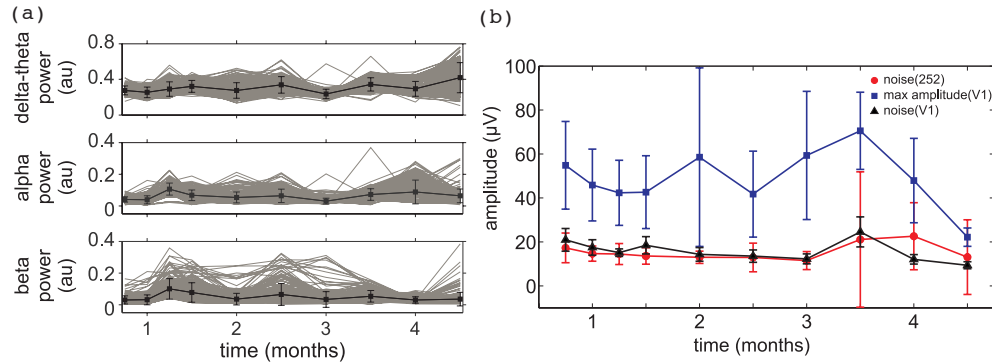 (a)
delta-theta
power
(au)
0.8
0.4
0
alpha
power
(au)
0.4
0.2
0
beta
power
(au)
0.4
0.2
0
1 2 3 4
time (months)
(b)
amplitude (µV)
100
80
60
40
20
0
noise(252)
max amplitude(V1)
noise(V1)
1 2 3 4
time (months)